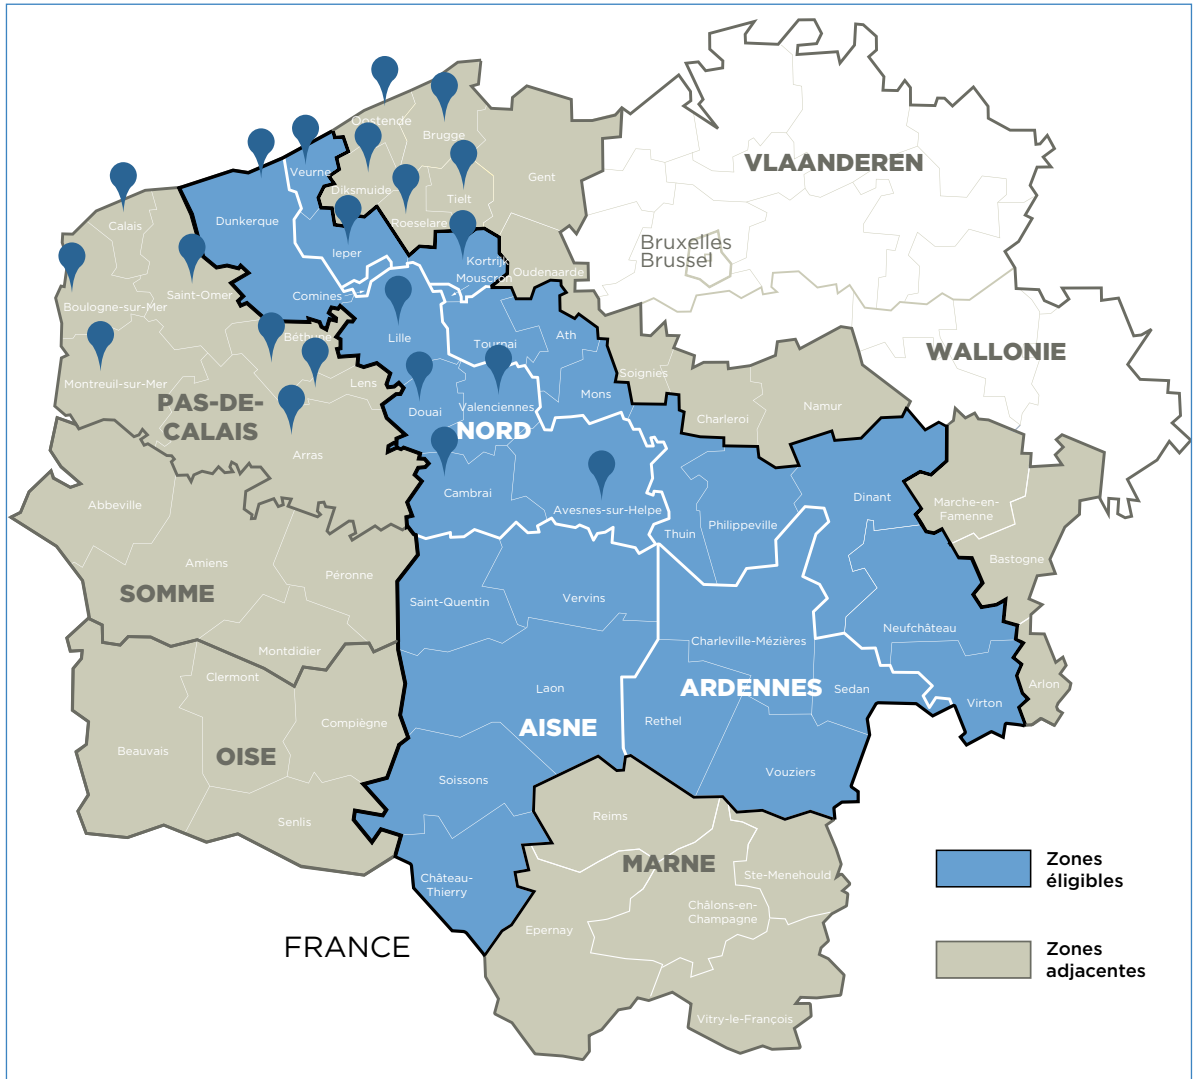 Oostende
Brugge
VLAANDEREN
Veurne
Gent
Diksmuide
Tielt
Calais
Dunkerque
Roeselare
Bruxelles
Brussel
Ieper
Kortrijk
Mouscron
Oudenaarde
Saint-Omer
Comines
Boulogne-sur-Mer
Béthune
Lille
Tournai
Ath
WALLONIE
Soignies
Montreuil-sur-Mer
Lens
Mons
PAS-DE-
CALAIS
Douai
Valenciennes
Charleroi
Namur
NORD
Arras
Cambrai
Avesnes-sur-Helpe
Dinant
Abbeville
Marche-en-
Famenne
Thuin
Philippeville
Bastogne
Amiens
Péronne
SOMME
Saint-Quentin
Vervins
Neufchâteau
Charleville-Mézières
Montdidier
Clermont
Laon
ARDENNES
Sedan
Arlon
Virton
Compiègne
AISNE
Rethel
Beauvais
OISE
Soissons
Vouziers
Senlis
Reims
MARNE
Zones
éligibles
Château-
Thierry
Ste-Menehould
Châlons-en-
Champagne
Epernay
FRANCE
Zones
adjacentes
Vitry-le-François